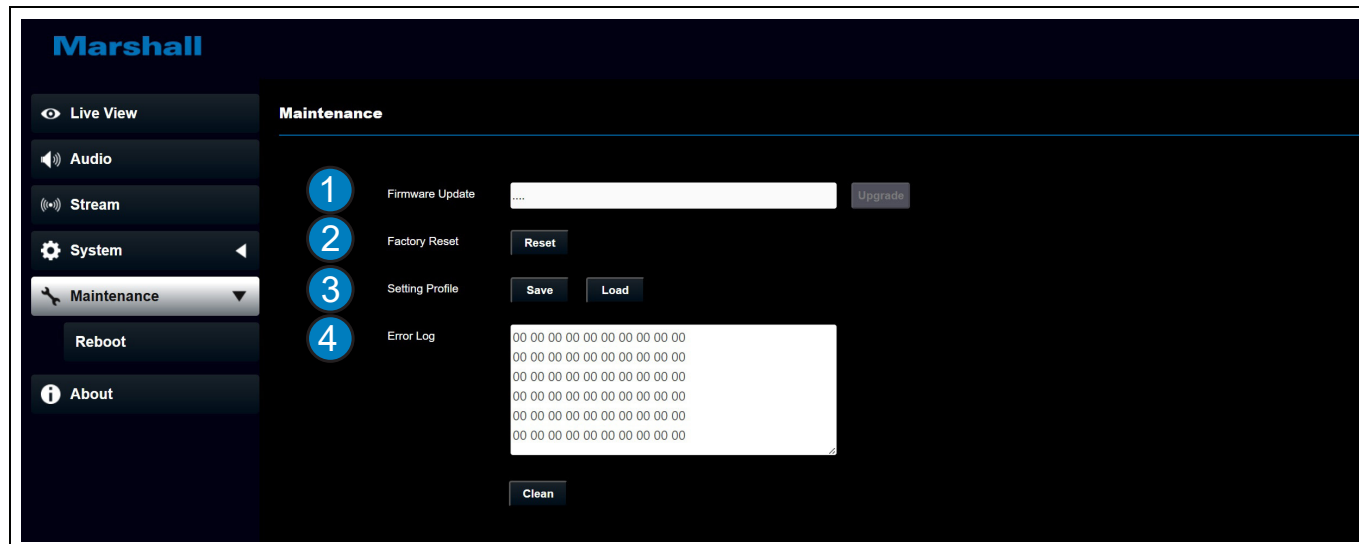 Marshall
Live View
Audio
Stream
System
Maintenance
Reboot
About
Maintenance
1 Firmware Update .... Upgrade
2 Factory Reset Reset
3 Setting Profile Save Load
4 Error Log
00 00 00 00 00 00 00 00 00 00
00 00 00 00 00 00 00 00 00 00
00 00 00 00 00 00 00 00 00 00
00 00 00 00 00 00 00 00 00 00
00 00 00 00 00 00 00 00 00 00
00 00 00 00 00 00 00 00 00 00
Clean